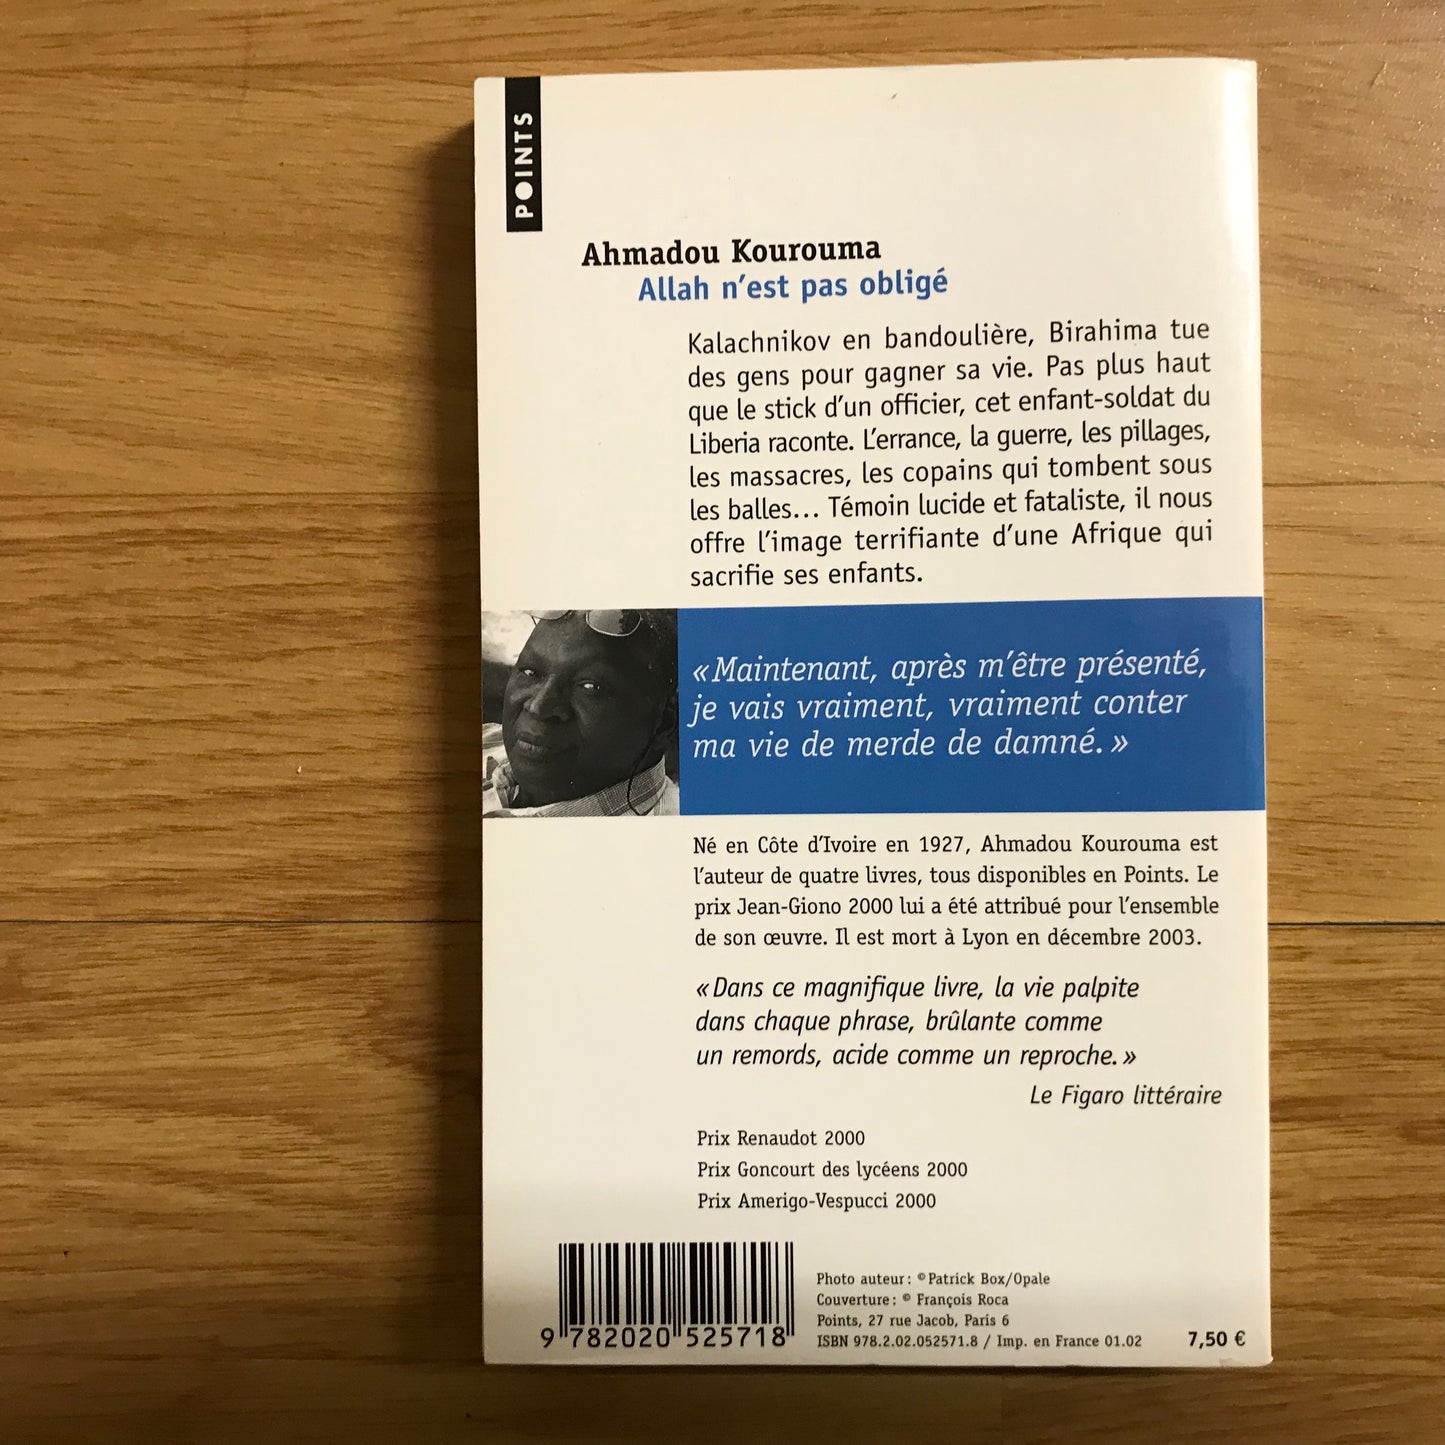 POINTS
Ahmadou Kourouma
Allah n'est pas obligé
Kalachnikov en bandoulière, Birahima tue
des gens pour gagner sa vie. Pas plus haut
que le stick d'un officier, cet enfant-soldat du
Liberia raconte. L'errance, la guerre, les pillages,
les massacres, les copains qui tombent sous
les balles... Témoin lucide et fataliste, il nous
offre l'image terrifiante d'une Afrique qui
sacrifie ses enfants.
« Maintenant, après m'être présenté,
je vais vraiment, vraiment conter
ma vie de merde de damné. »
Né en Côte d'Ivoire en 1927, Ahmadou Kourouma est
l'auteur de quatre livres, tous disponibles en Points. Le
prix Jean-Giono 2000 lui a été attribué pour l'ensemble
de son œuvre. Il est mort à Lyon en décembre 2003.
« Dans ce magnifique livre, la vie palpite
dans chaque phrase, brûlante comme
un remords, acide comme un reproche. »
Le Figaro littéraire
Prix Renaudot 2000
Prix Goncourt des lycéens 2000
Prix Amerigo-Vespucci 2000
Photo auteur : © Patrick Box/Opale
Couverture : © François Roca
Points, 27 rue Jacob, Paris 6
ISBN 978.2.02.052571.8 / Imp. en France 01.02
7,50 €
9 782020 525718